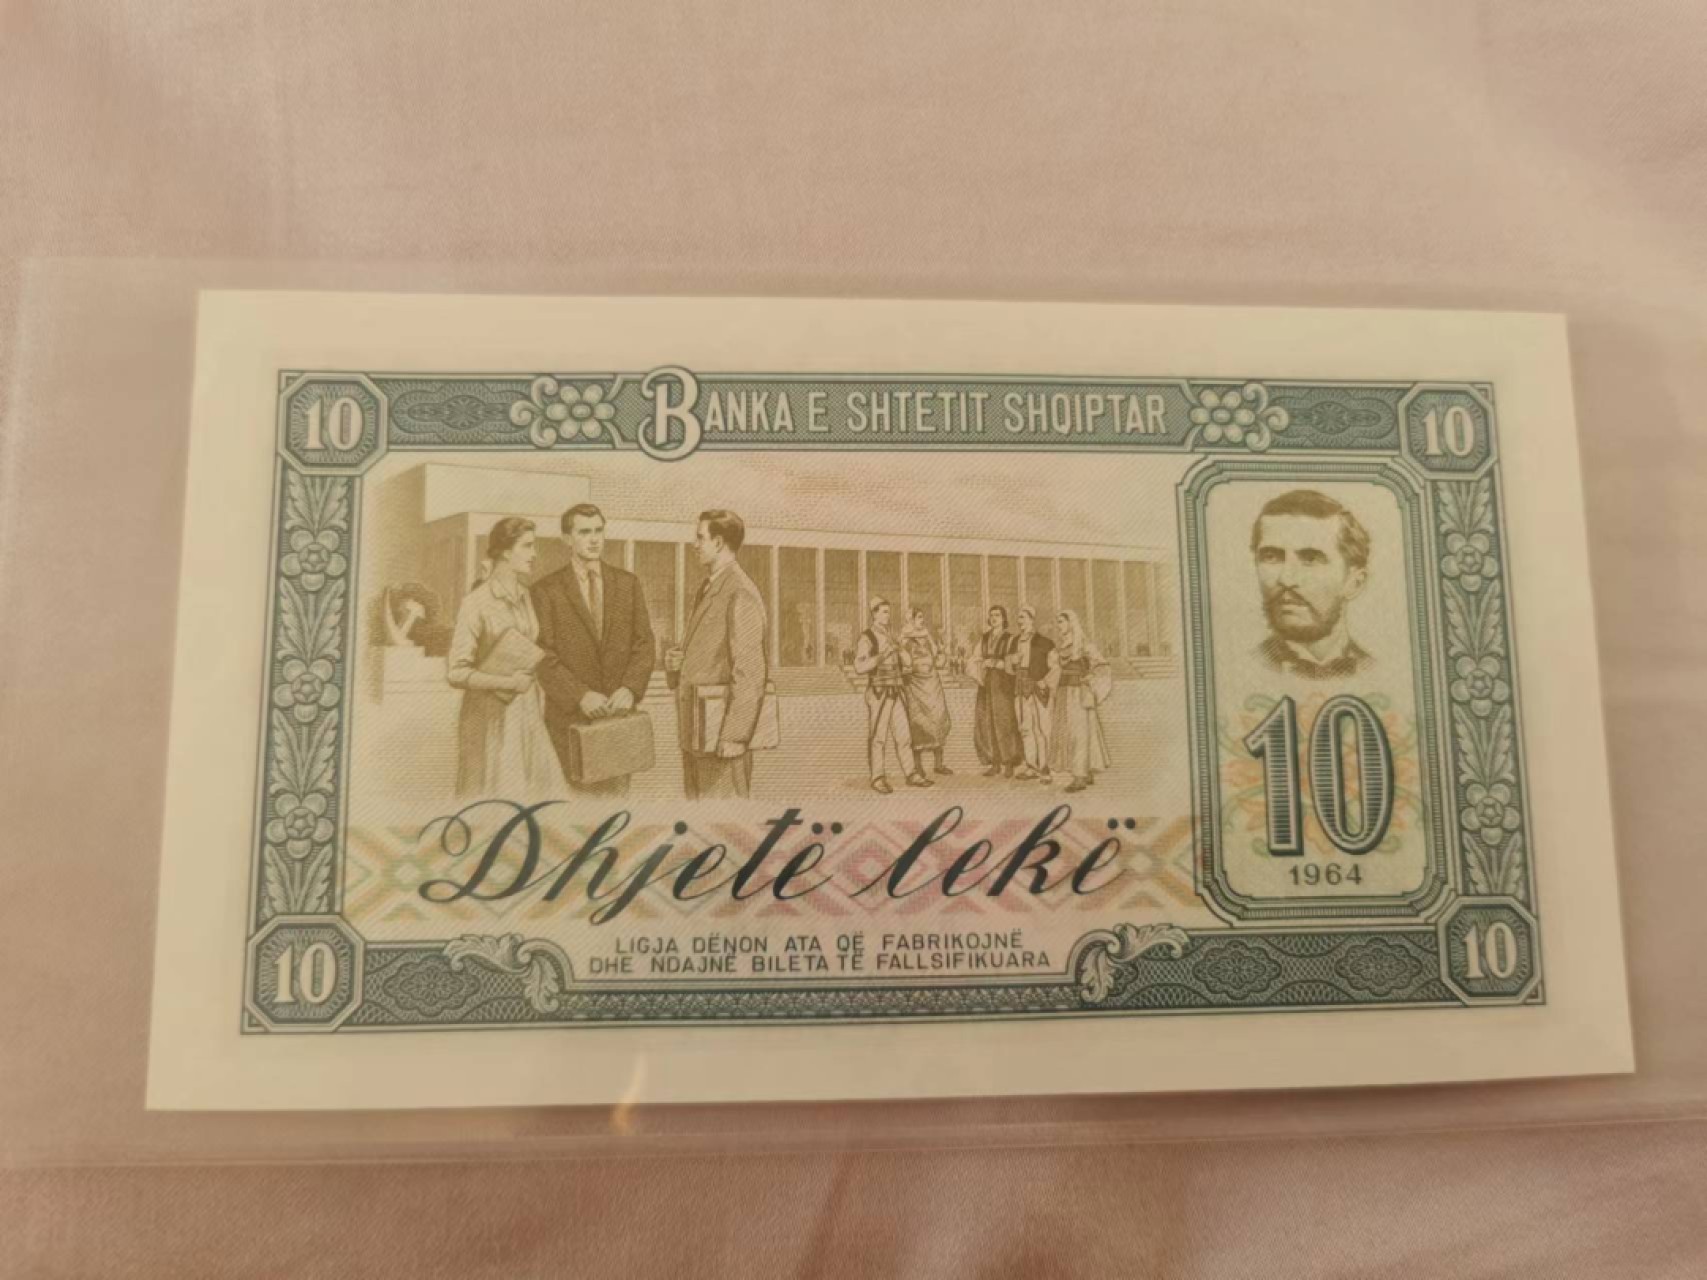 10 BANKA E SHTETIT SHQIPTAR 10
10
1964
Dhjetë lekë
LIGJA DËNON ATA QË FABRIKOJNË
DHE NDAJNË BILETA TË FALLSIFIKUARA
10 10